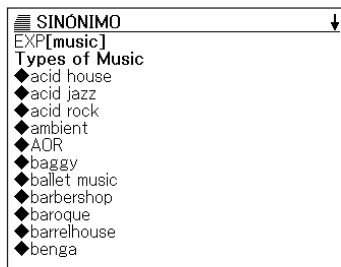 SINÓNIMO
EXP[music]
Types of Music
◆acid house
◆acid jazz
◆acid rock
◆ambient
◆AOR
◆baggy
◆ballet music
◆barbershop
◆baroque
◆barrelhouse
◆benga